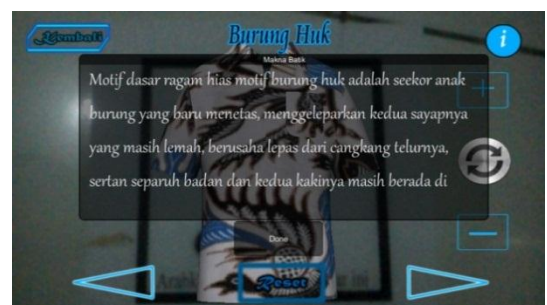 Kembali
Burung Huk
i
Makna Batik
Motif dasar ragam hias motif burung huk adalah seekor anak
burung yang baru menetas, menggeleparkan kedua sayapnya
yang masih lemah, berusaha lepas dari cangkang telurnya,
sertan separuh badan dan kedua kakinya masih berada di
Done
Reset
ini